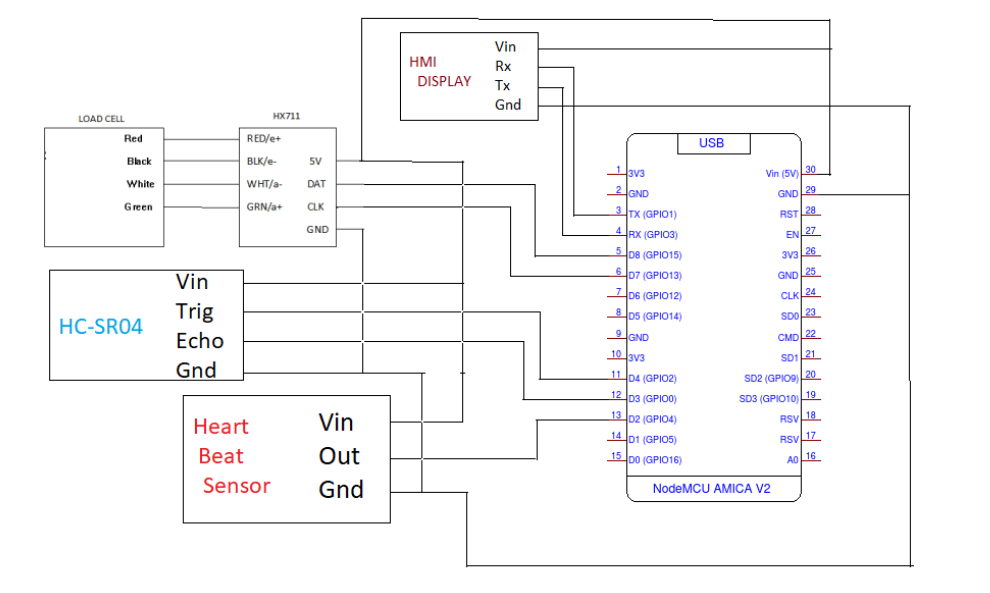 HMI
DISPLAY
Vin
Rx
Tx
Gnd
LOAD CELL
Red
Black
White
Green
HX711
RED/e+
BLK/e-
WHT/a-
GRN/a+
5V
DAT
CLK
GND
HC-SR04
Vin
Trig
Echo
Gnd
Heart
Beat
Sensor
Vin
Out
Gnd
USB
1 3V3
2 GND
3 TX (GPIO1)
4 RX (GPIO3)
5 D8 (GPIO15)
6 D7 (GPIO13)
7 D6 (GPIO12)
8 D5 (GPIO14)
9 GND
10 3V3
11 D4 (GPIO2)
12 D3 (GPIO0)
13 D2 (GPIO4)
14 D1 (GPIO5)
15 D0 (GPIO16)
Vin (5V) 30
GND 29
RST 28
EN 27
3V3 26
GND 25
CLK 24
SD0 23
CMD 22
SD1 21
SD2 (GPIO9) 20
SD3 (GPIO10) 19
RSV 18
RSV 17
A0 16
NodeMCU AMICA V2